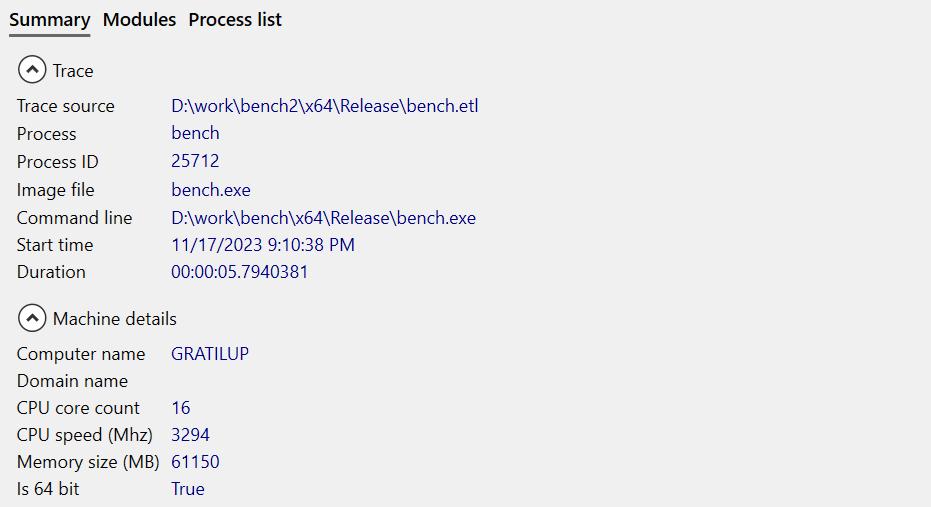 Summary Modules Process list
Trace
Trace source D:\work\bench2\x64\Release\bench.etl
Process bench
Process ID 25712
Image file bench.exe
Command line D:\work\bench\x64\Release\bench.exe
Start time 11/17/2023 9:10:38 PM
Duration 00:00:05.7940381
Machine details
Computer name GRATILUP
Domain name
CPU core count 16
CPU speed (Mhz) 3294
Memory size (MB) 61150
Is 64 bit True